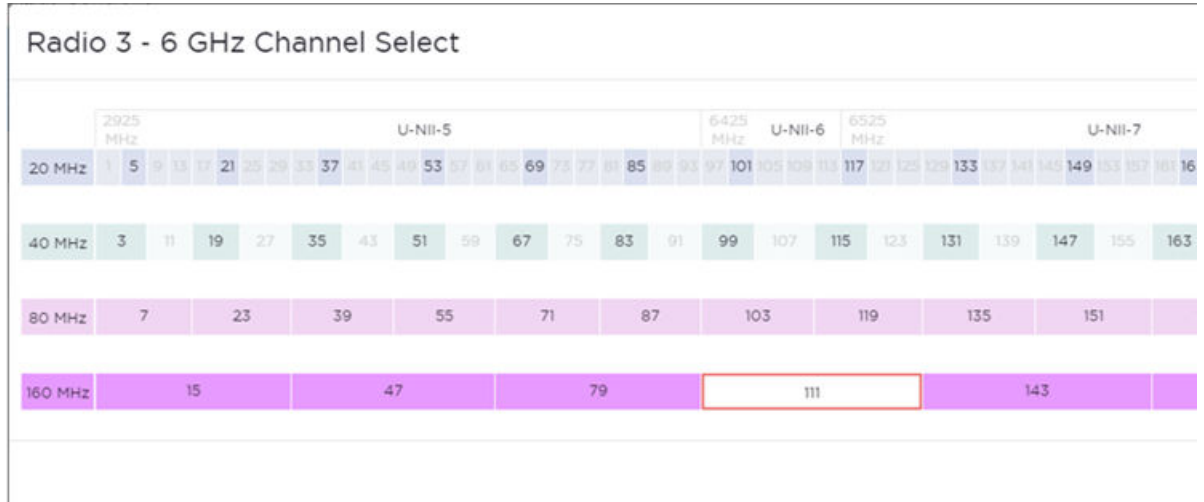 Radio 3 - 6 GHz Channel Select
2925 MHz U-NII-5 6425 MHz U-NII-6 6525 MHz U-NII-7
20 MHz 1 5 9 13 17 21 25 29 33 37 41 45 49 53 57 61 65 69 73 77 81 85 89 93 97 101 105 109 113 117 121 125 129 133 137 141 145 149 153 157 161
40 MHz 3 11 19 27 35 43 51 59 67 75 83 91 99 107 115 123 131 139 147 155 163
80 MHz 7 23 39 55 71 87 103 119 135 151
160 MHz 15 47 79 111 143